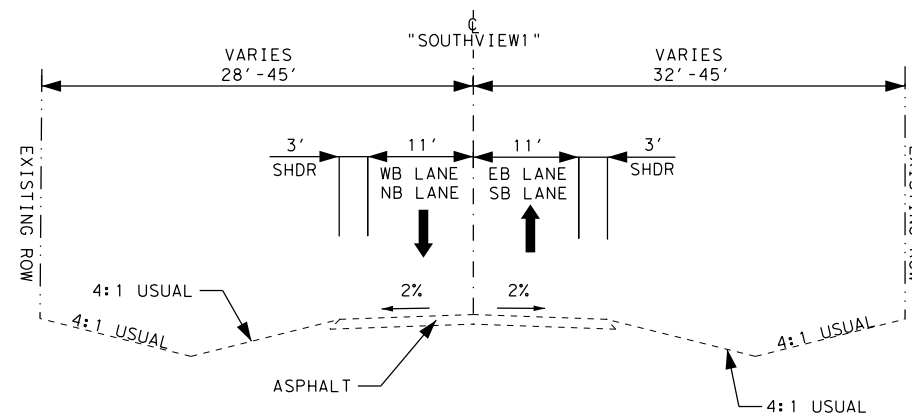 ℄
"SOUTHVIEW1"
VARIES
28'-45'
VARIES
32'-45'
3'
SHDR
11'
WB LANE
NB LANE
11'
EB LANE
SB LANE
3'
SHDR
EXISTING ROW
EXISTING ROW
4:1 USUAL
4:1 USUAL
2%
2%
4:1 USUAL
ASPHALT
4:1 USUAL